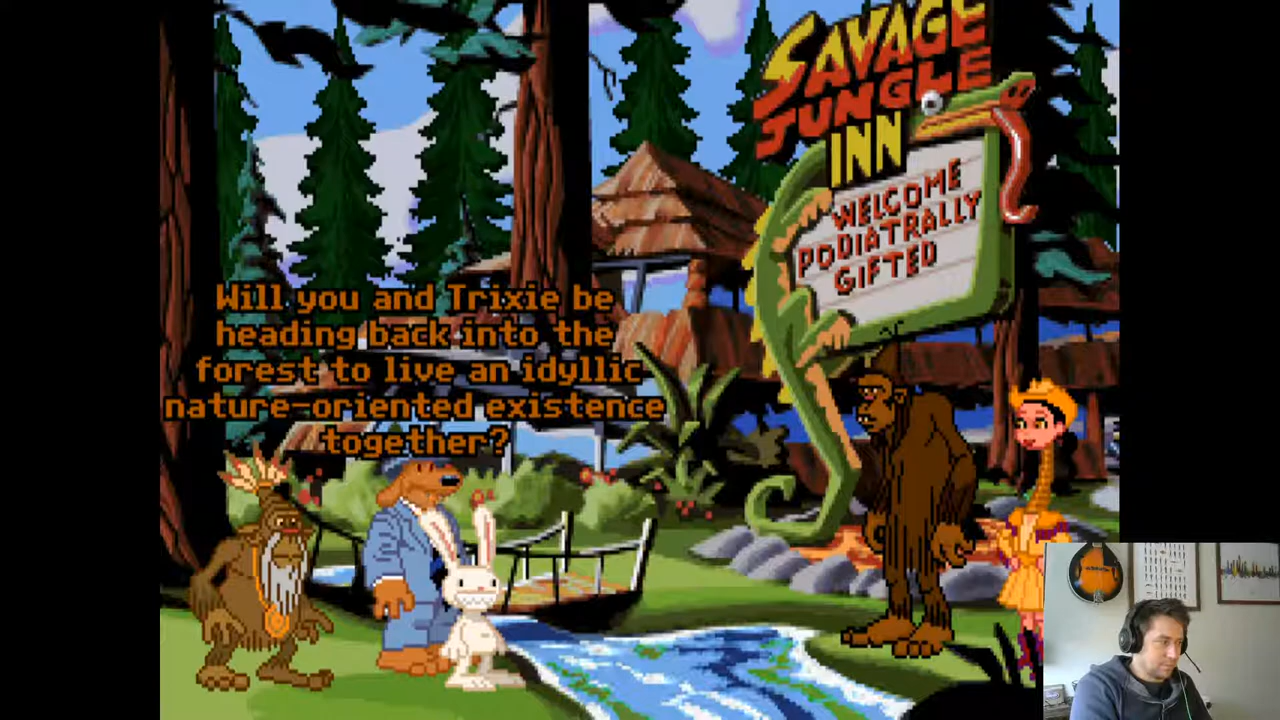 SAVAGE
JUNGLE
INN
WELCOME
PODIATRALLY
GIFTED
Will you and Trixie be
heading back into the
forest to live an idyllic
nature-oriented existence
together?